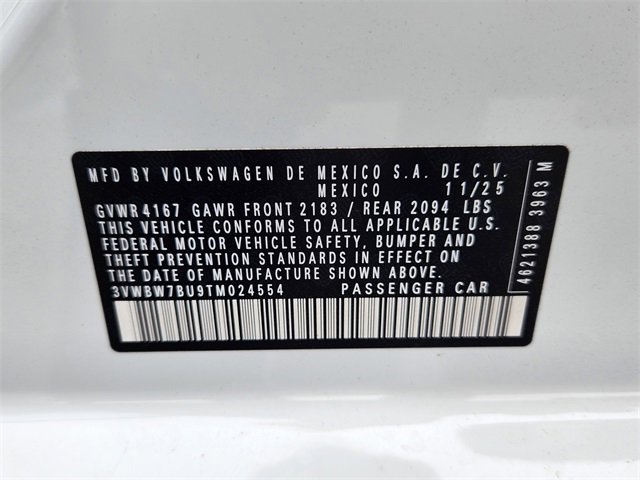 MFD BY VOLKSWAGEN DE MEXICO S.A. DE C.V.
MEXICO 11/25
GVWR 4167 GAWR FRONT 2183 / REAR 2094 LBS
THIS VEHICLE CONFORMS TO ALL APPLICABLE U.S.
FEDERAL MOTOR VEHICLE SAFETY, BUMPER AND
THEFT PREVENTION STANDARDS IN EFFECT ON
THE DATE OF MANUFACTURE SHOWN ABOVE.
3VWBW7BU9TM024554 PASSENGER CAR
4621388 3963 M